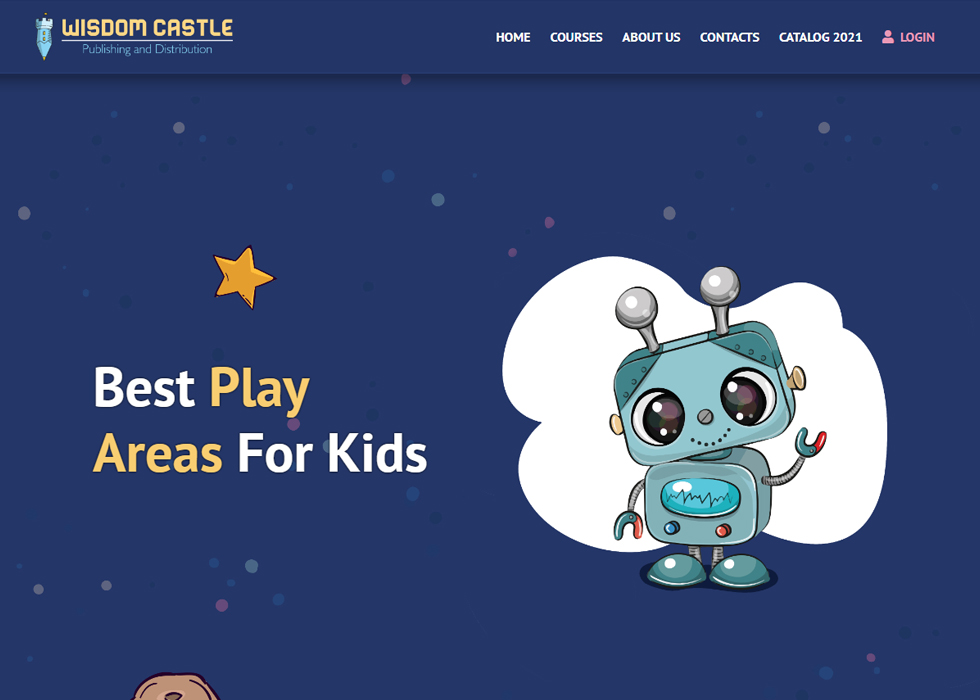 WISDOM CASTLE
Publishing and Distribution
HOME COURSES ABOUT US CONTACTS CATALOG 2021 LOGIN
Best Play
Areas For Kids